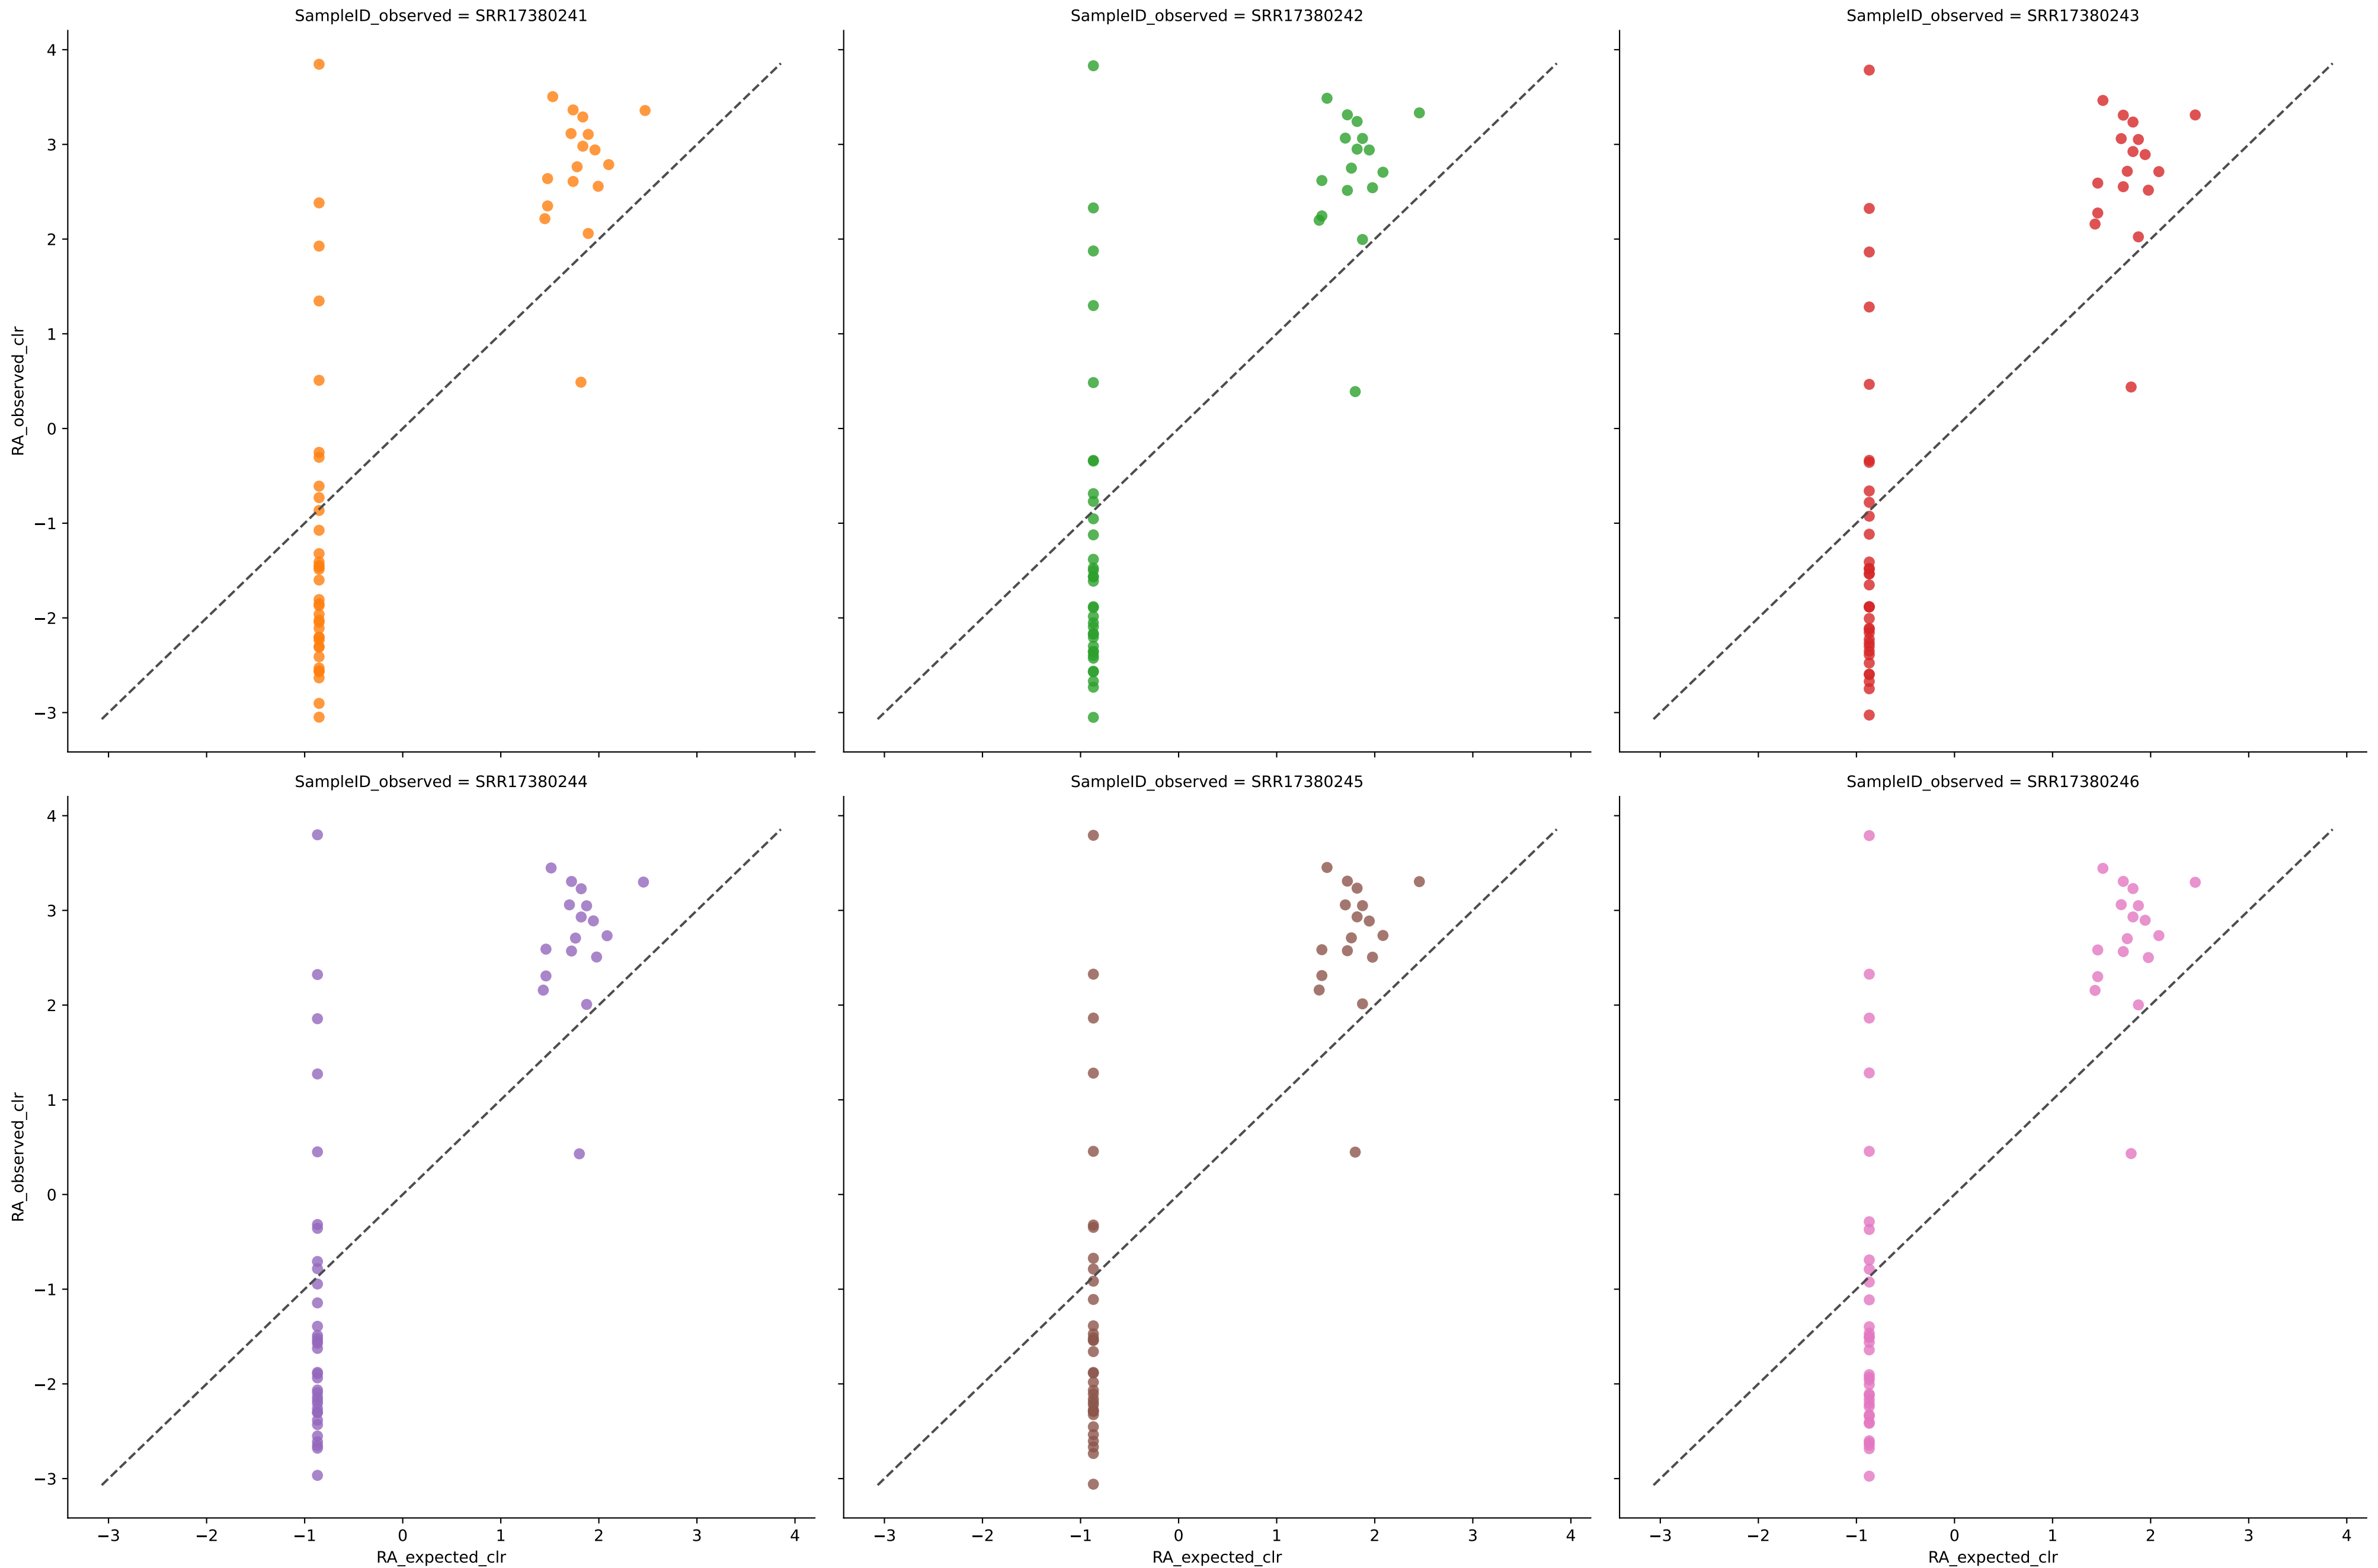 SampleID_observed = SRR17380241
SampleID_observed = SRR17380242
SampleID_observed = SRR17380243
4
3
2
1
0
−1
−2
−3
RA_observed_clr
SampleID_observed = SRR17380244
SampleID_observed = SRR17380245
SampleID_observed = SRR17380246
4
3
2
1
0
−1
−2
−3
RA_observed_clr
−3 −2 −1 0 1 2 3 4
−3 −2 −1 0 1 2 3 4
−3 −2 −1 0 1 2 3 4
RA_expected_clr
RA_expected_clr
RA_expected_clr